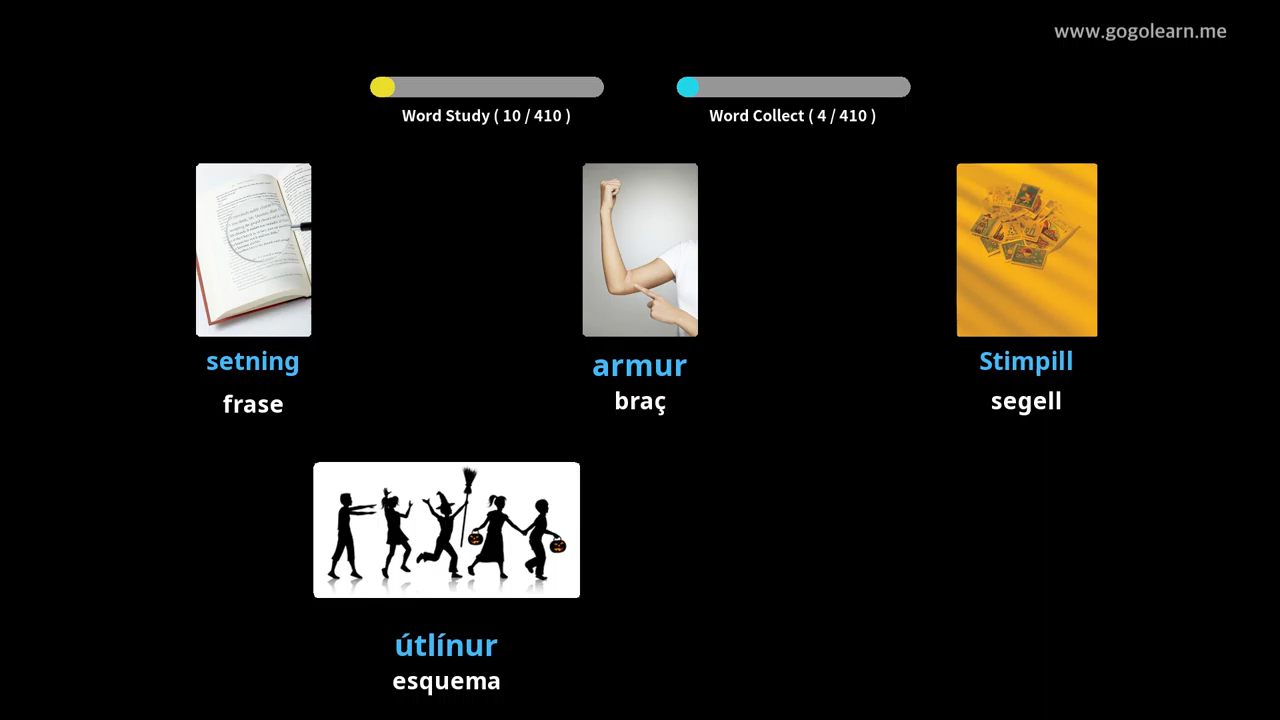 www.gogolearn.me
Word Study ( 10 / 410 )
Word Collect ( 4 / 410 )
setning
frase
armur
braç
Stimpill
segell
útlínur
esquema